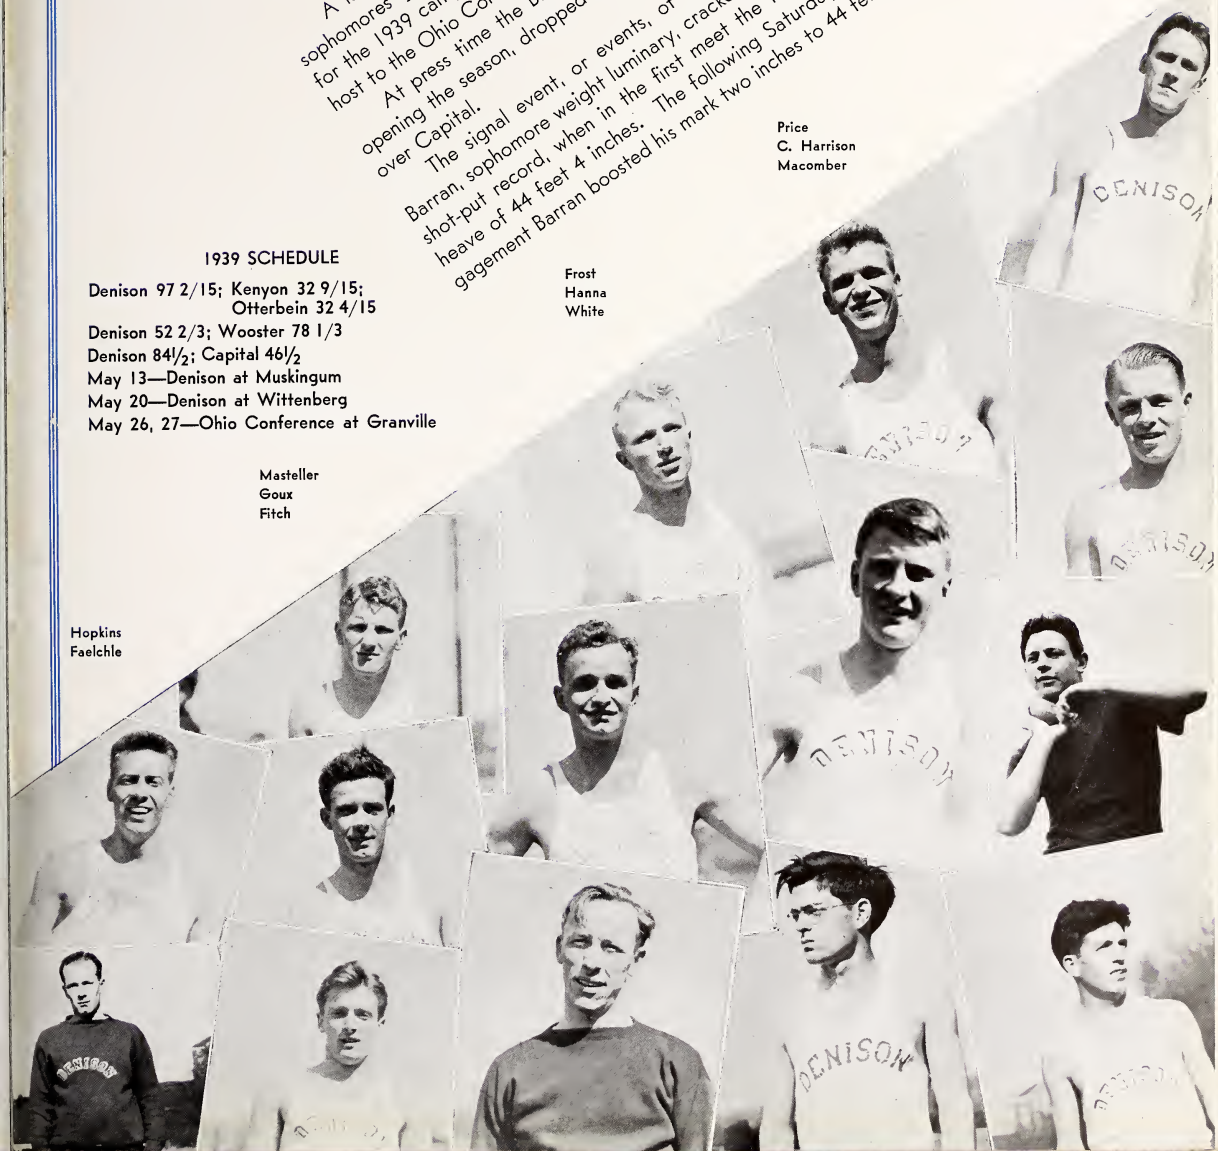 A
sophomores
for the 1939
host to the Ohio
At press time the
opening the season, dropped
over Capital.
The signal event, or events, or
Barran, sophomore weight luminary,
shot-put record, when in the first meet the
heave of 44 feet 4 inches. The following
gagement Barran boosted his mark two inches to 44
Price
C. Harrison
Macomber
Frost
Hanna
White
1939 SCHEDULE
Denison 97 2/15; Kenyon 32 9/15;
Otterbein 32 4/15
Denison 52 2/3; Wooster 78 1/3
Denison 84½; Capital 46½
May 13—Denison at Muskingum
May 20—Denison at Wittenberg
May 26, 27—Ohio Conference at Granville
Masteller
Goux
Fitch
Hopkins
Faelchle
DENISON
DENISON
DENISON
DENISON
DENISON
DENISON
DENISON
DENISON